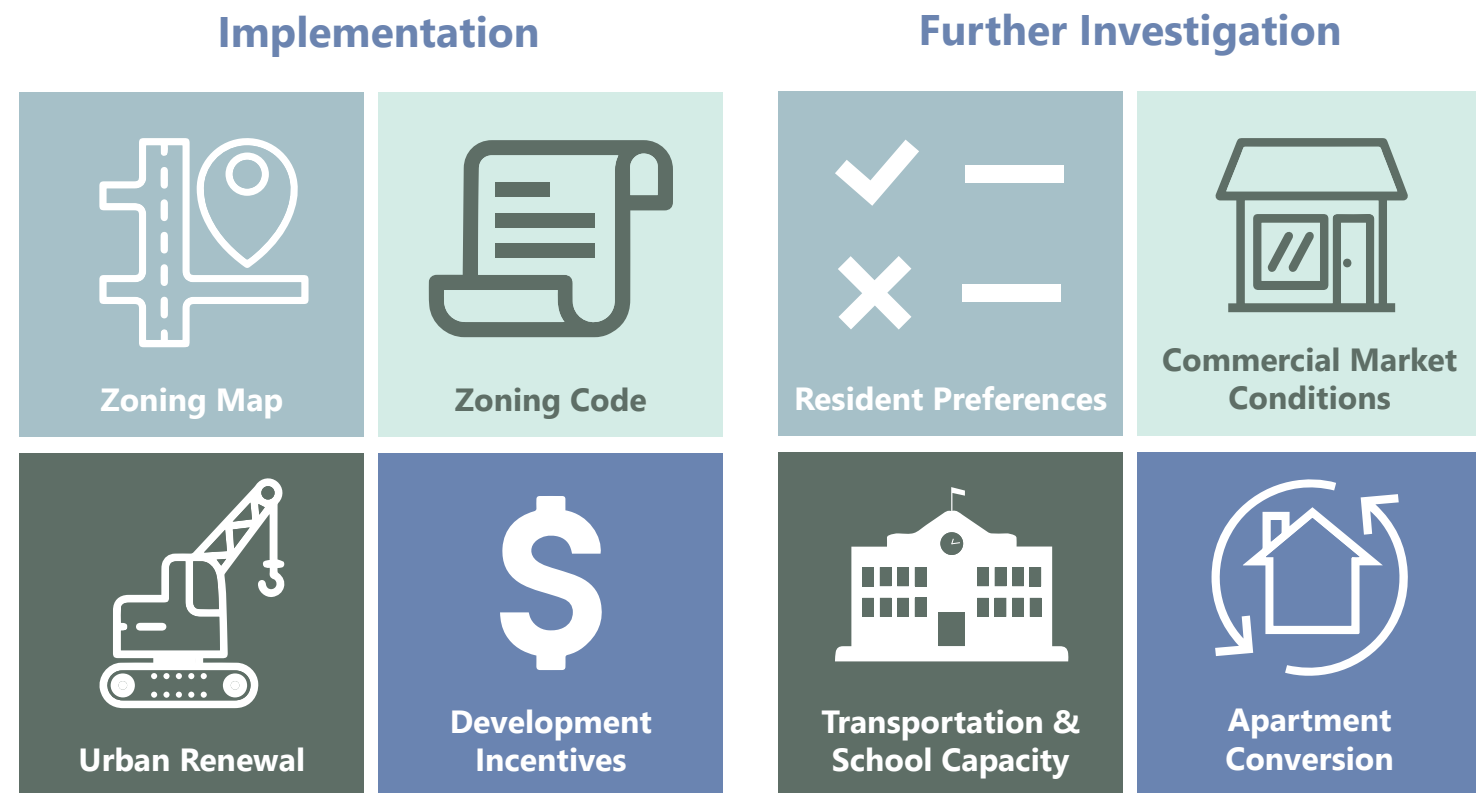 Implementation
Zoning Map
Zoning Code
Urban Renewal
Development
Incentives
Further Investigation
Resident Preferences
Commercial Market
Conditions
Transportation &
School Capacity
Apartment
Conversion